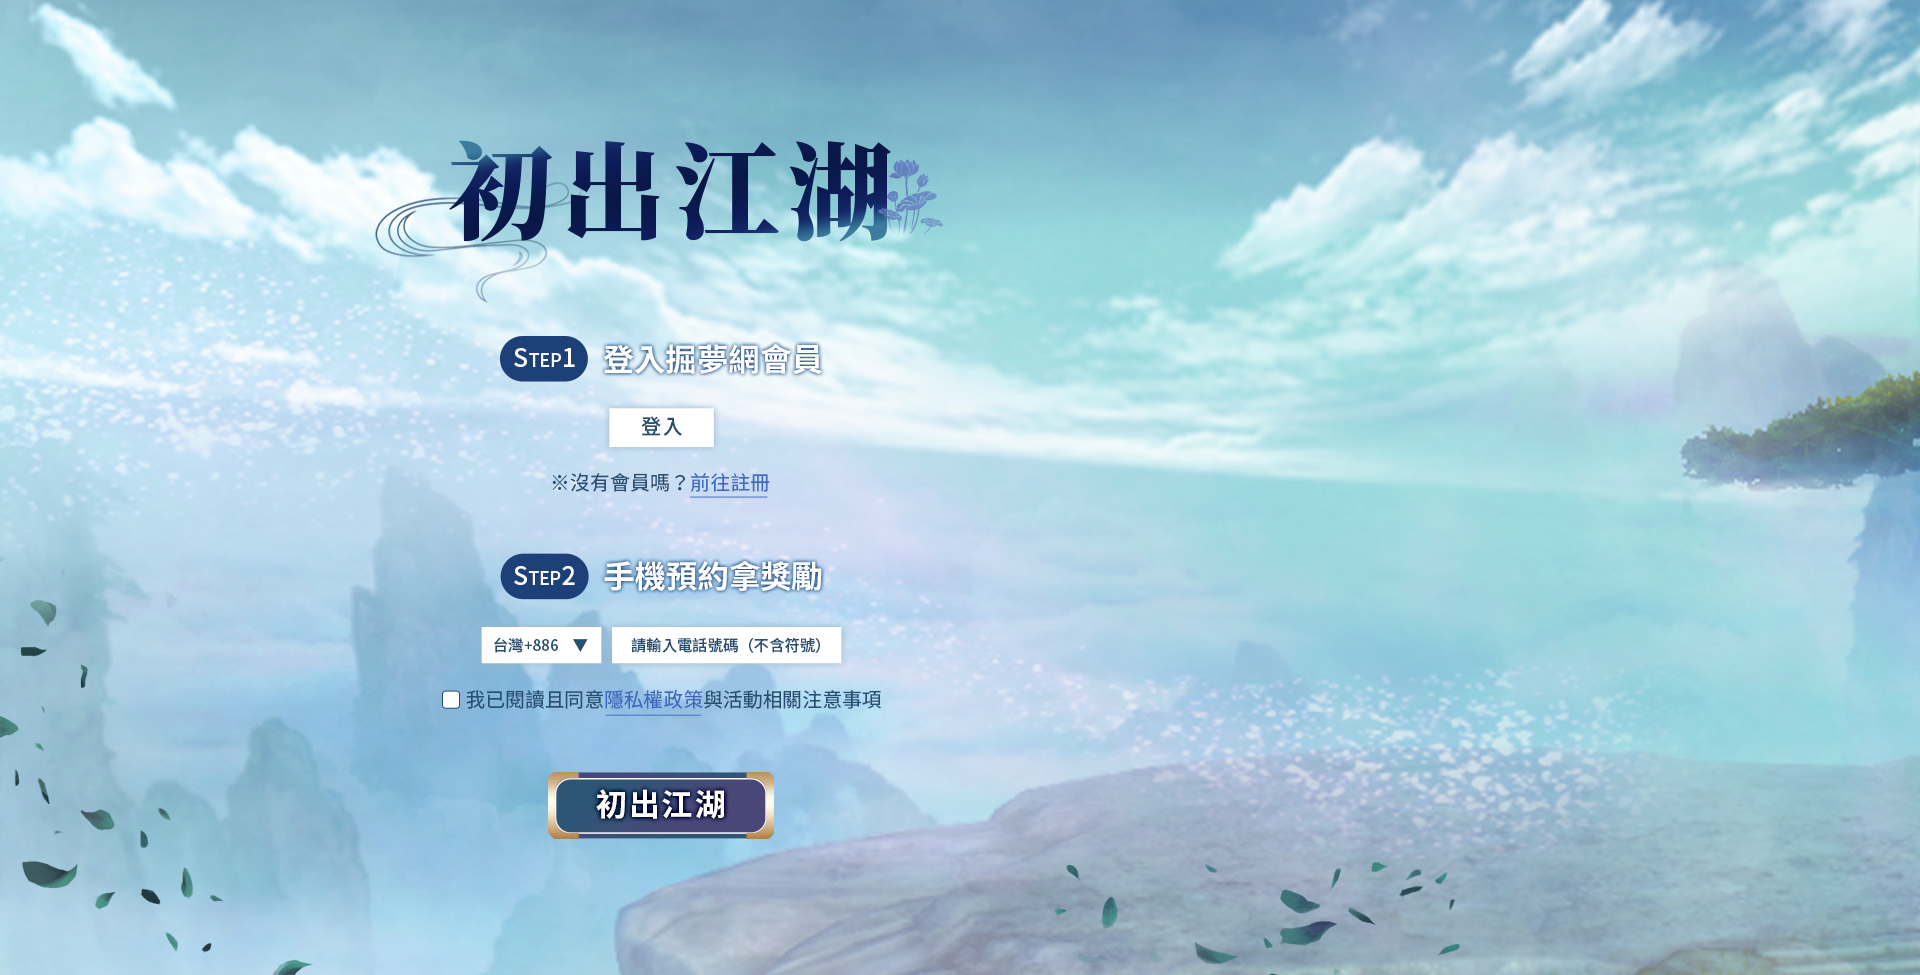 初出江湖
STEP1 登入掘夢網會員
登入
※沒有會員嗎？前往註冊
STEP2 手機預約拿獎勵
台灣+886 ▼ 請輸入電話號碼（不含符號）
我已閱讀且同意隱私權政策與活動相關注意事項
初出江湖